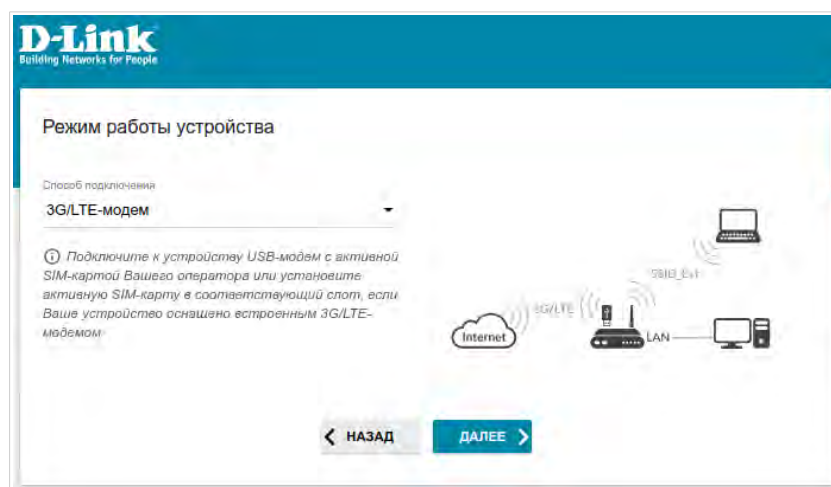 D-Link
Building Networks for People
Режим работы устройства
Способ подключения
3G/LTE-модем
Подключите к устройству USB-модем с активной
SIM-картой Вашего оператора или установите
активную SIM-карту в соответствующий слот, если
Ваше устройство оснащено встроенным 3G/LTE-
модемом
SSID_Ext
3G/LTE
Internet
LAN
НАЗАД
ДАЛЕЕ